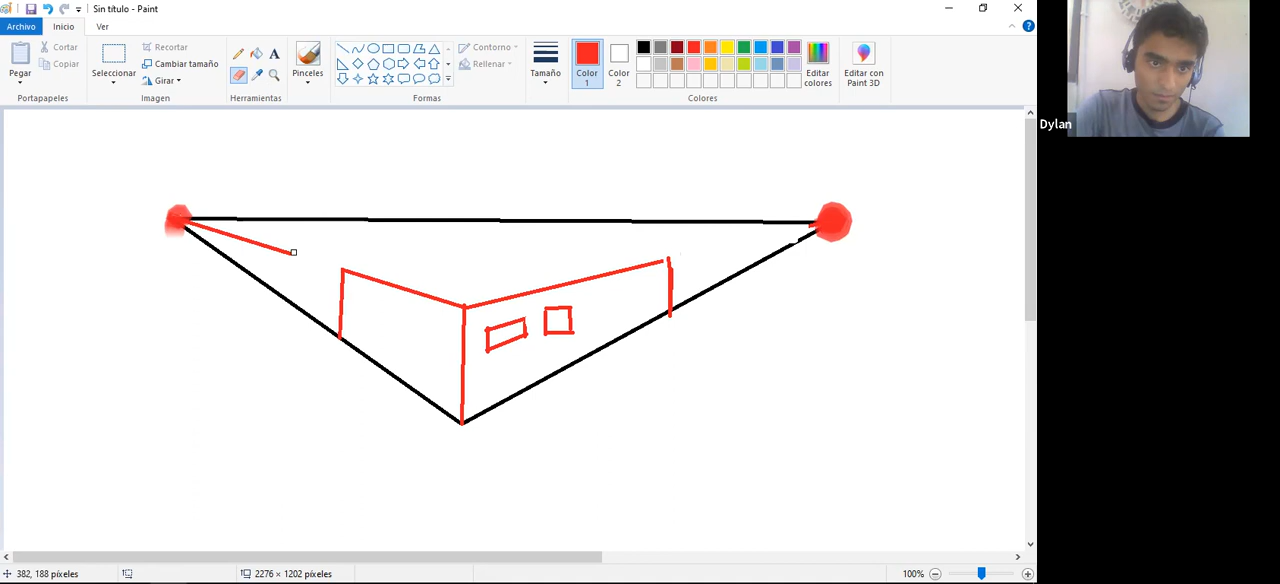 Sin título - Paint
Archivo Inicio Ver
Pegar
Cortar
Copiar
Portapapeles
Seleccionar
Recortar
Cambiar tamaño
Girar
Imagen
A
Herramientas
Pinceles
Formas
Contorno
Rellenar
Tamaño
Color 1
Color 2
Colores
Editar colores
Editar con Paint 3D
Dylan
382, 188 píxeles
2276 × 1202 píxeles
100%